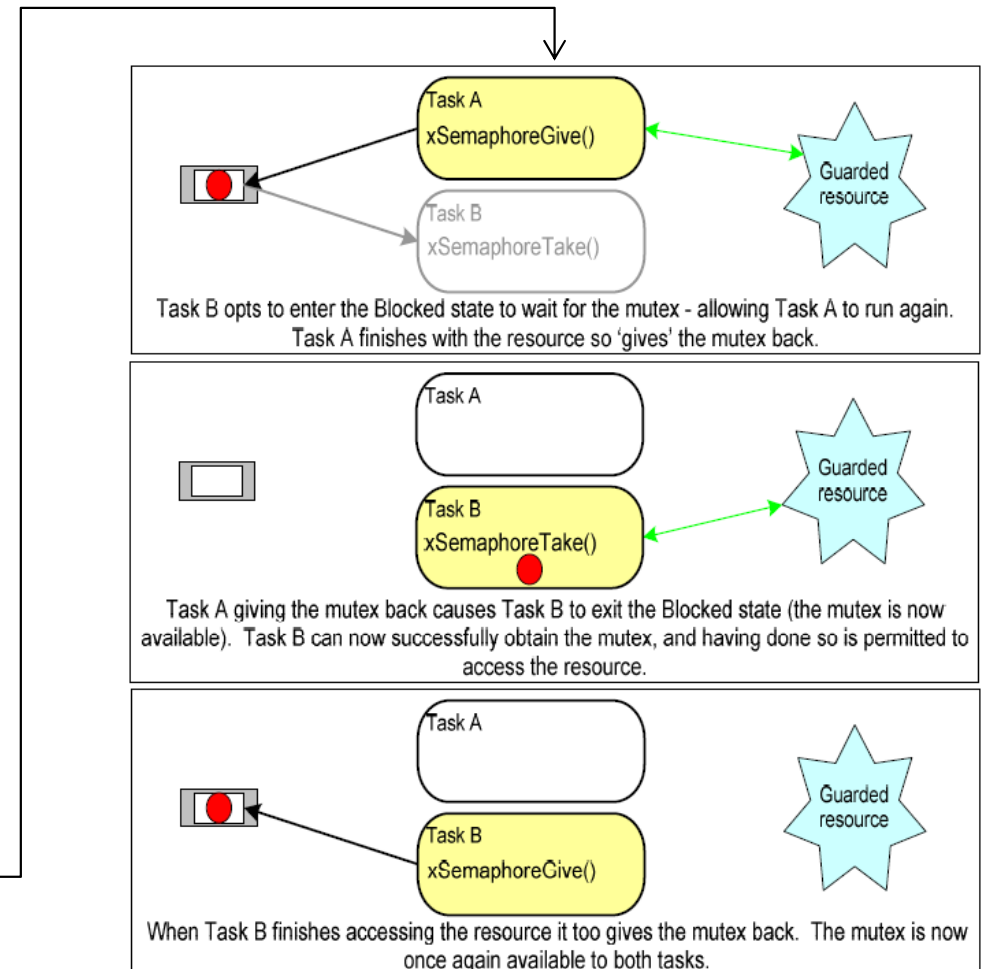 Task A
xSemaphoreGive()
Guarded
resource
Task B
xSemaphoreTake()
Task B opts to enter the Blocked state to wait for the mutex - allowing Task A to run again.
Task A finishes with the resource so ‘gives’ the mutex back.
Task A
Guarded
resource
Task B
xSemaphoreTake()
Task A giving the mutex back causes Task B to exit the Blocked state (the mutex is now
available). Task B can now successfully obtain the mutex, and having done so is permitted to
access the resource.
Task A
Guarded
resource
Task B
xSemaphoreGive()
When Task B finishes accessing the resource it too gives the mutex back. The mutex is now
once again available to both tasks.